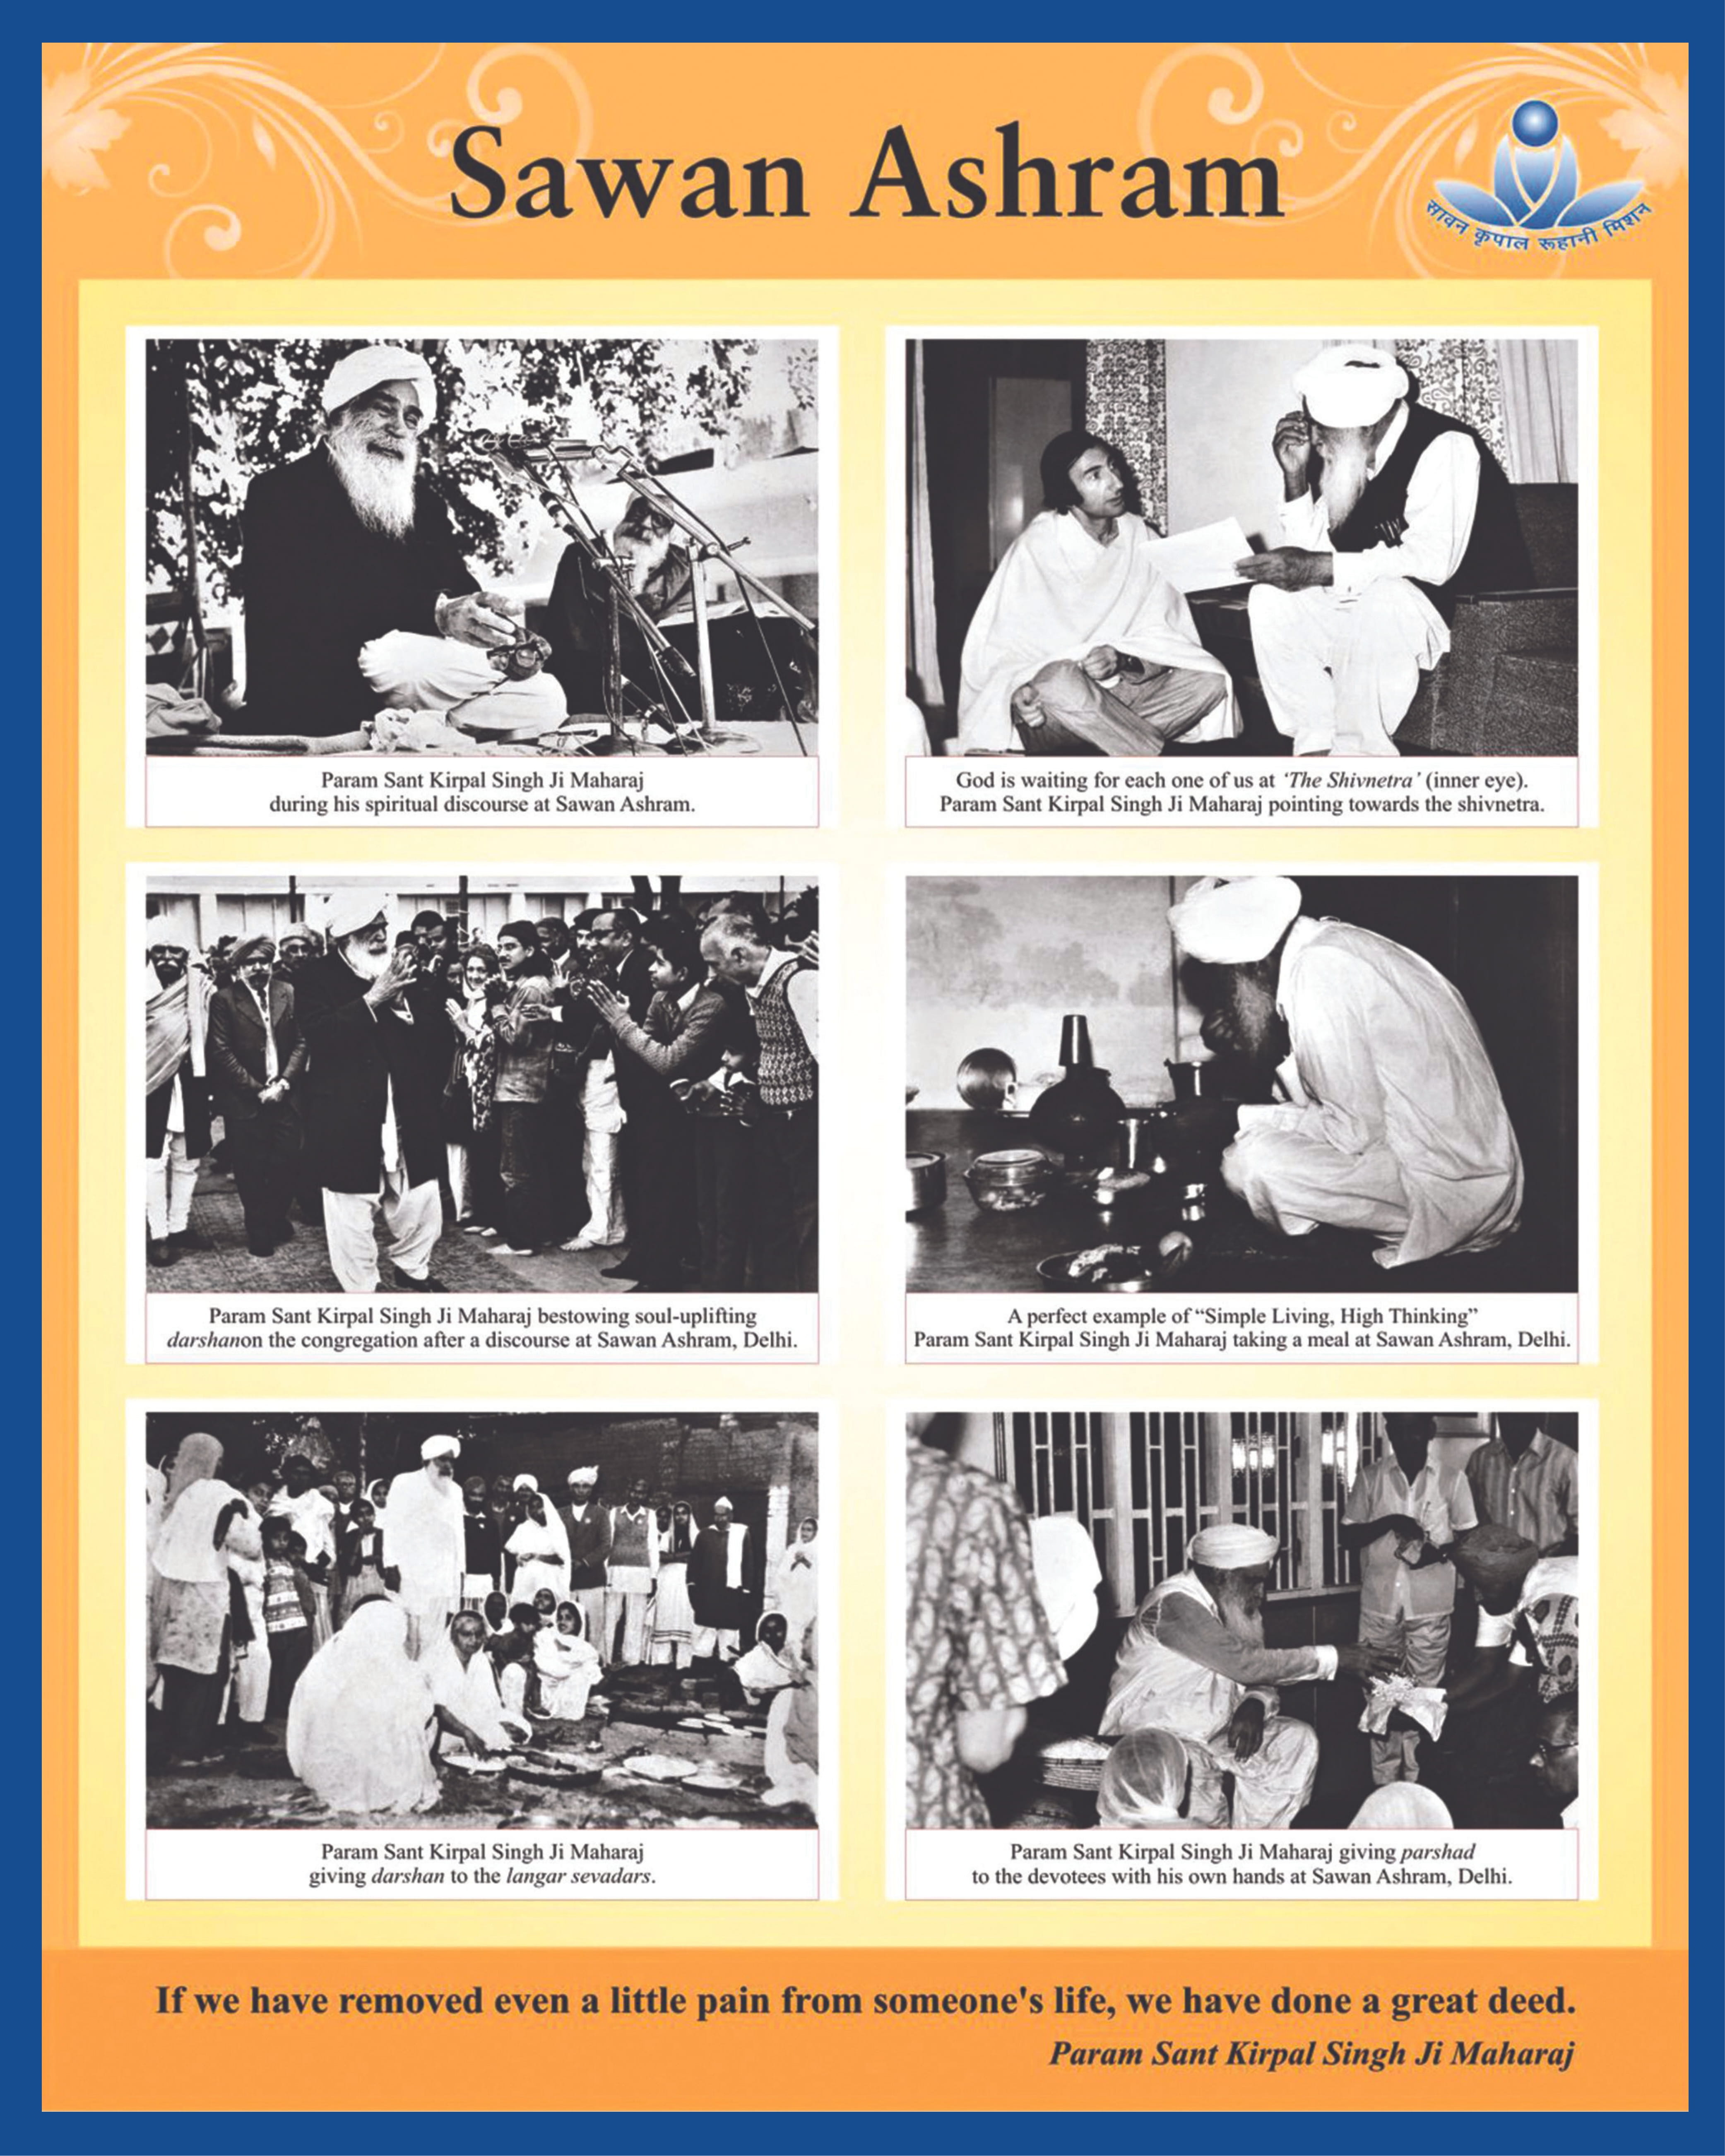 Sawan Ashram
सावन कृपाल रूहानी मिशन
Param Sant Kirpal Singh Ji Maharaj
during his spiritual discourse at Sawan Ashram.
God is waiting for each one of us at ‘The Shivnetra’ (inner eye).
Param Sant Kirpal Singh Ji Maharaj pointing towards the shivnetra.
Param Sant Kirpal Singh Ji Maharaj bestowing soul-uplifting
darshanon the congregation after a discourse at Sawan Ashram, Delhi.
A perfect example of “Simple Living, High Thinking”
Param Sant Kirpal Singh Ji Maharaj taking a meal at Sawan Ashram, Delhi.
Param Sant Kirpal Singh Ji Maharaj
giving darshan to the langar sevadars.
Param Sant Kirpal Singh Ji Maharaj giving parshad
to the devotees with his own hands at Sawan Ashram, Delhi.
If we have removed even a little pain from someone's life, we have done a great deed.
Param Sant Kirpal Singh Ji Maharaj